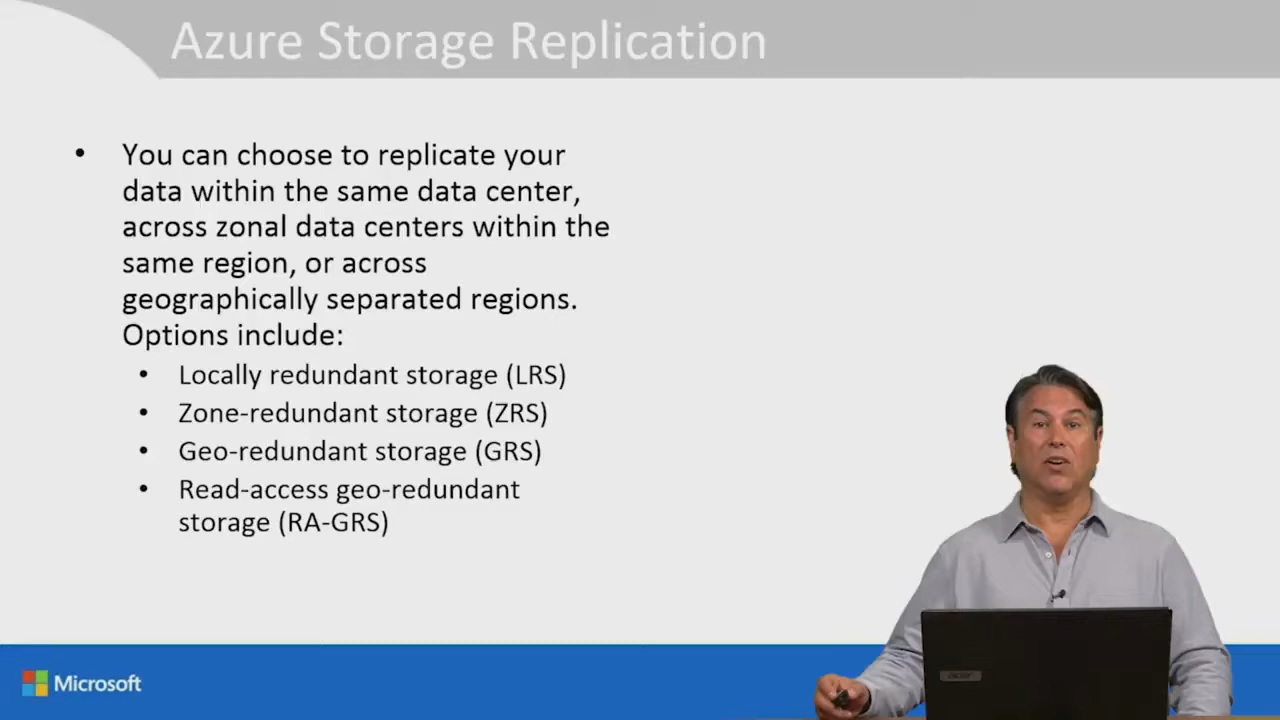 Azure Storage Replication
• You can choose to replicate your
data within the same data center,
across zonal data centers within the
same region, or across
geographically separated regions.
Options include:
• Locally redundant storage (LRS)
• Zone-redundant storage (ZRS)
• Geo-redundant storage (GRS)
• Read-access geo-redundant
storage (RA-GRS)
Microsoft
acer